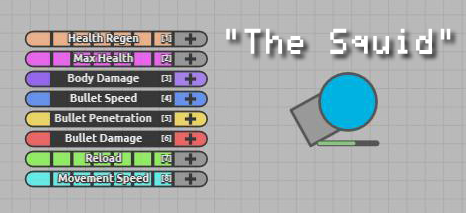 "The Squid"
Health Regen [1] +
Max Health [2] +
Body Damage [3] +
Bullet Speed [4] +
Bullet Penetration [5] +
Bullet Damage [6] +
Reload [7] +
Movement Speed [8] +